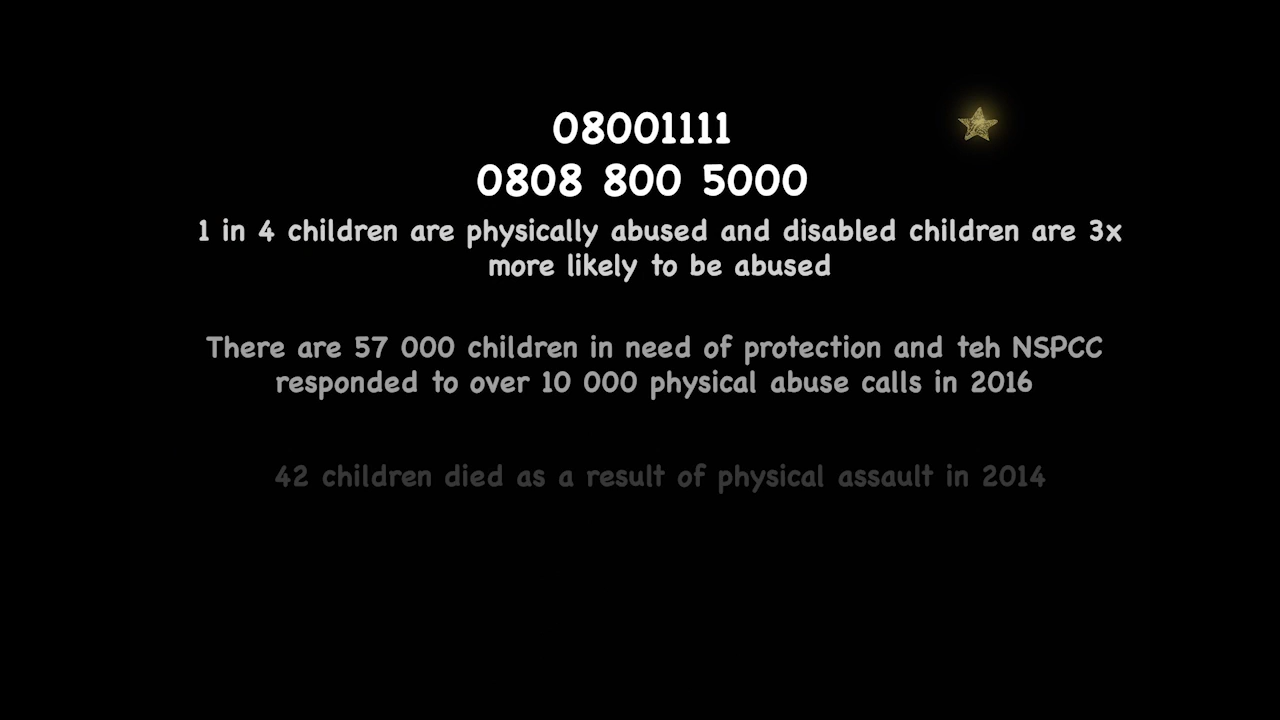 08001111
0808 800 5000
1 in 4 children are physically abused and disabled children are 3x
more likely to be abused
There are 57 000 children in need of protection and teh NSPCC
responded to over 10 000 physical abuse calls in 2016
42 children died as a result of physical assault in 2014